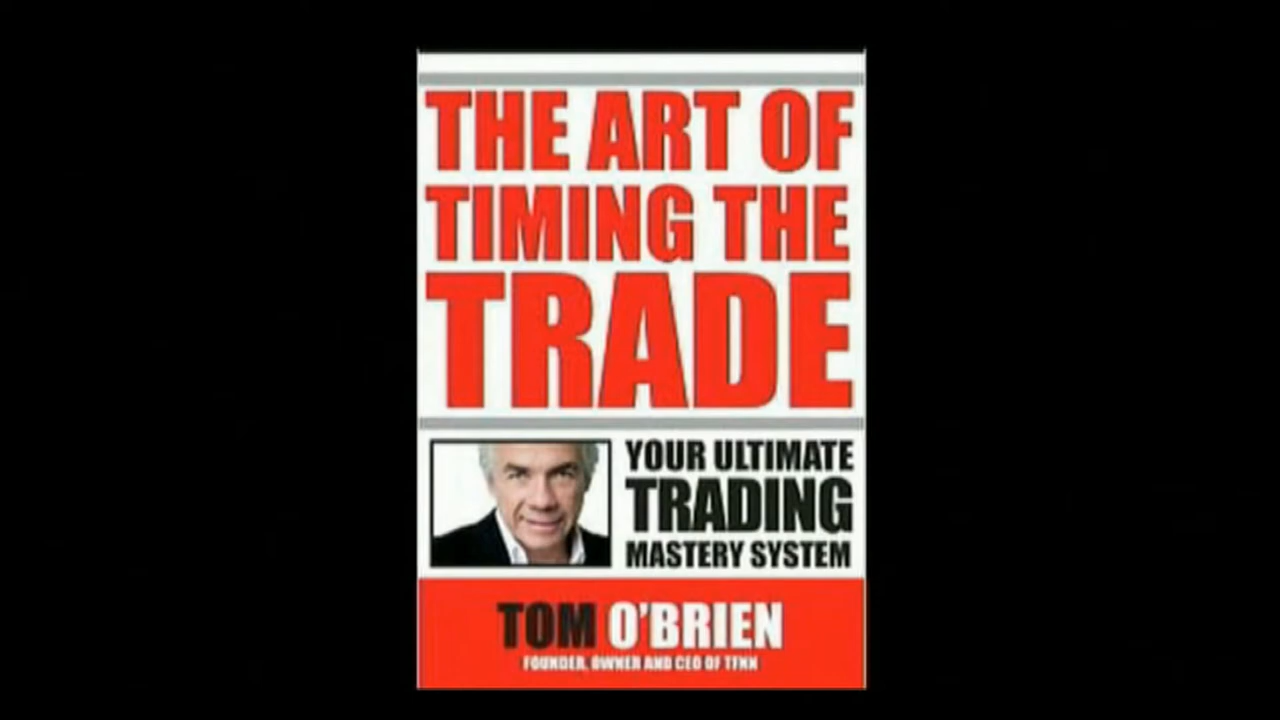 THE ART OF
TIMING THE
TRADE
YOUR ULTIMATE
TRADING
MASTERY SYSTEM
TOM O'BRIEN
FOUNDER, OWNER AND CEO OF TFNN